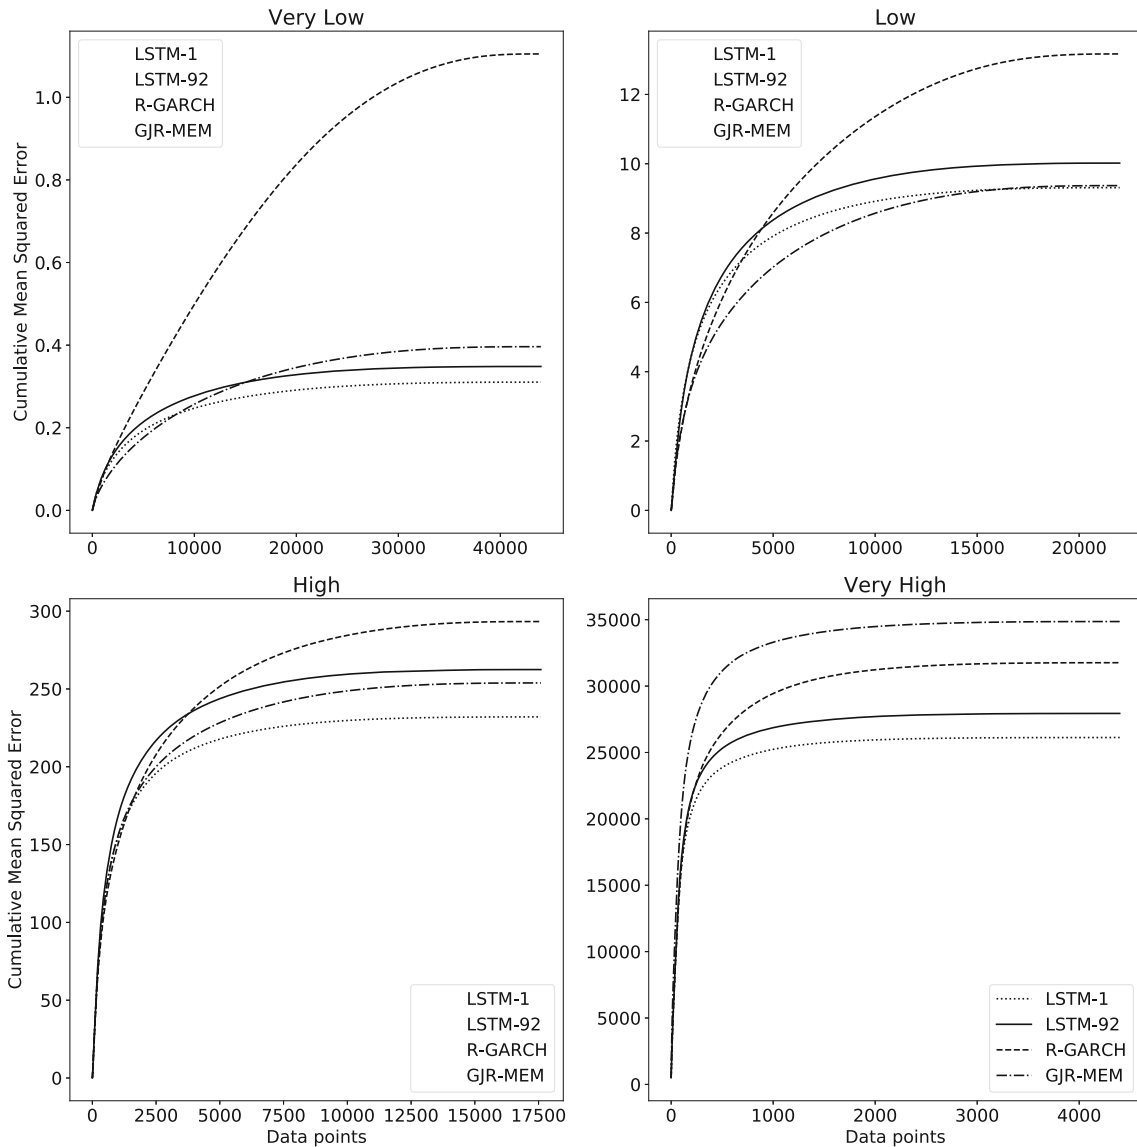 Very Low
Cumulative Mean Squared Error
1.0
0.8
0.6
0.4
0.2
0.0
LSTM-1
LSTM-92
R-GARCH
GJR-MEM
0 10000 20000 30000 40000
Low
12
10
8
6
4
2
0
LSTM-1
LSTM-92
R-GARCH
GJR-MEM
0 5000 10000 15000 20000
High
Cumulative Mean Squared Error
300
250
200
150
100
50
0
LSTM-1
LSTM-92
R-GARCH
GJR-MEM
0 2500 5000 7500 10000 12500 15000 17500
Data points
Very High
35000
30000
25000
20000
15000
10000
5000
0
LSTM-1
LSTM-92
R-GARCH
GJR-MEM
0 1000 2000 3000 4000
Data points